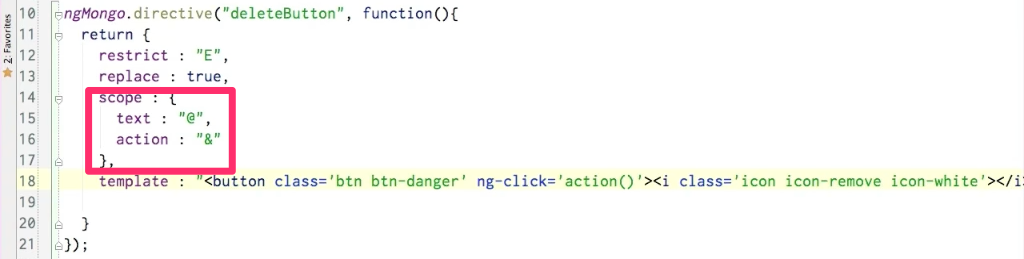 2: Favorites
10 ngMongo.directive("deleteButton", function(){
11 return {
12 restrict : "E",
13 replace : true,
14 scope : {
15 text : "@",
16 action : "&"
17 },
18 template : "<button class='btn btn-danger' ng-click='action()'><i class='icon icon-remove icon-white'></i>
19
20 }
21 });